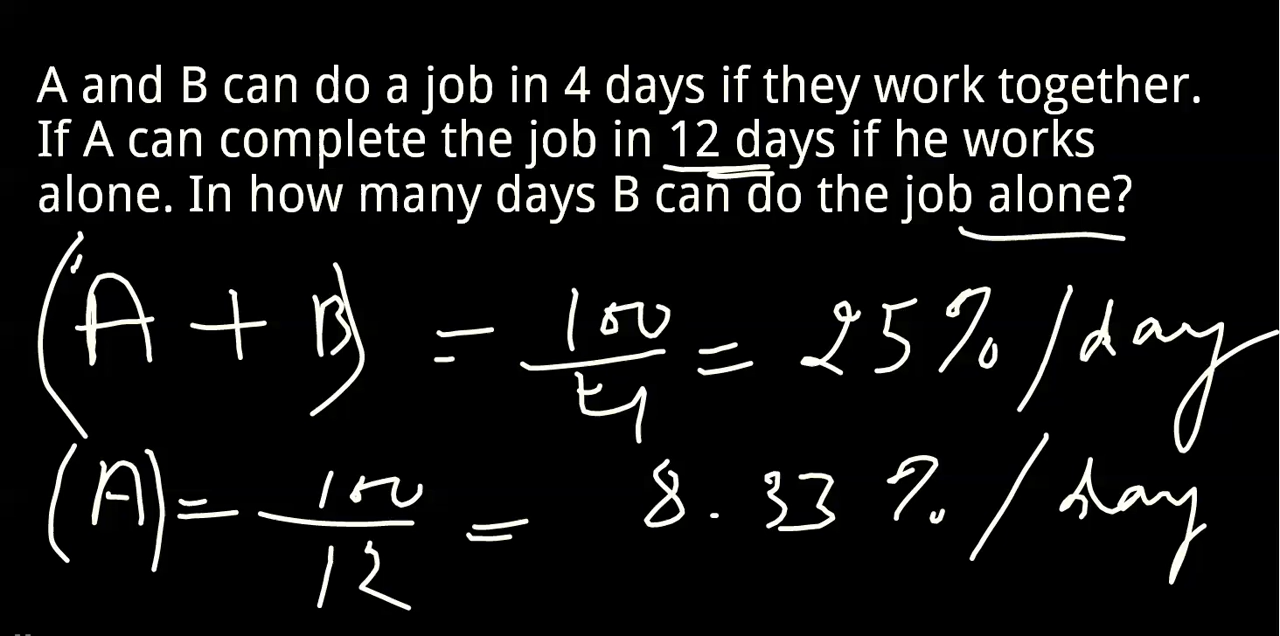 A and B can do a job in 4 days if they work together.
If A can complete the job in 12 days if he works
alone. In how many days B can do the job alone?
(A + B) = 100/4 = 25%/day
(A) = 100/12 = 8.33%/day